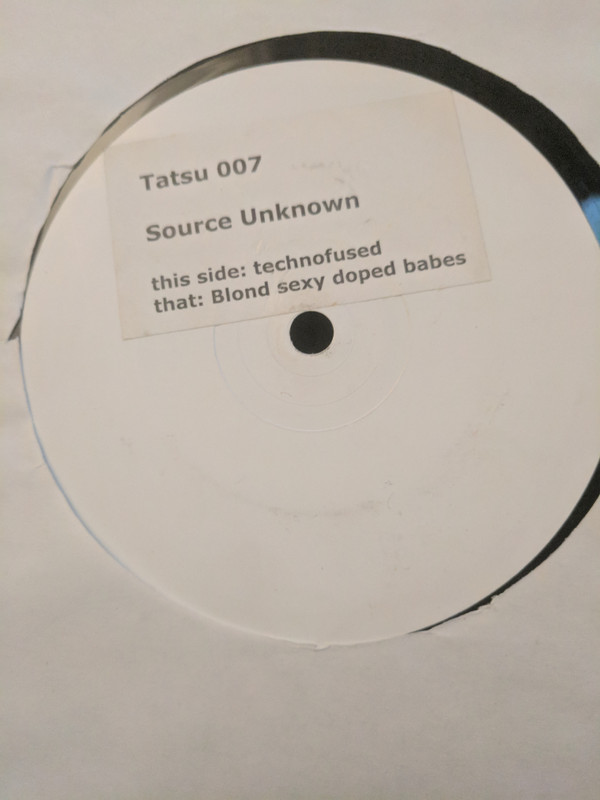 Tatsu 007
Source Unknown
this side: technofused
that: Blond sexy doped babes